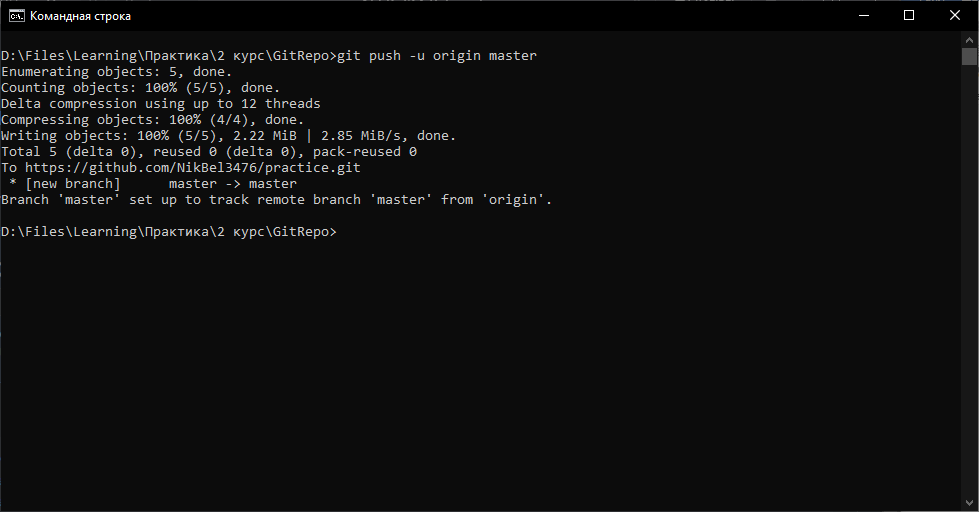 Командная строка
D:\Files\Learning\Практика\2 курс\GitRepo>git push -u origin master
Enumerating objects: 5, done.
Counting objects: 100% (5/5), done.
Delta compression using up to 12 threads
Compressing objects: 100% (4/4), done.
Writing objects: 100% (5/5), 2.22 MiB | 2.85 MiB/s, done.
Total 5 (delta 0), reused 0 (delta 0), pack-reused 0
To https://github.com/NikBel3476/practice.git
 * [new branch]      master -> master
Branch 'master' set up to track remote branch 'master' from 'origin'.
D:\Files\Learning\Практика\2 курс\GitRepo>